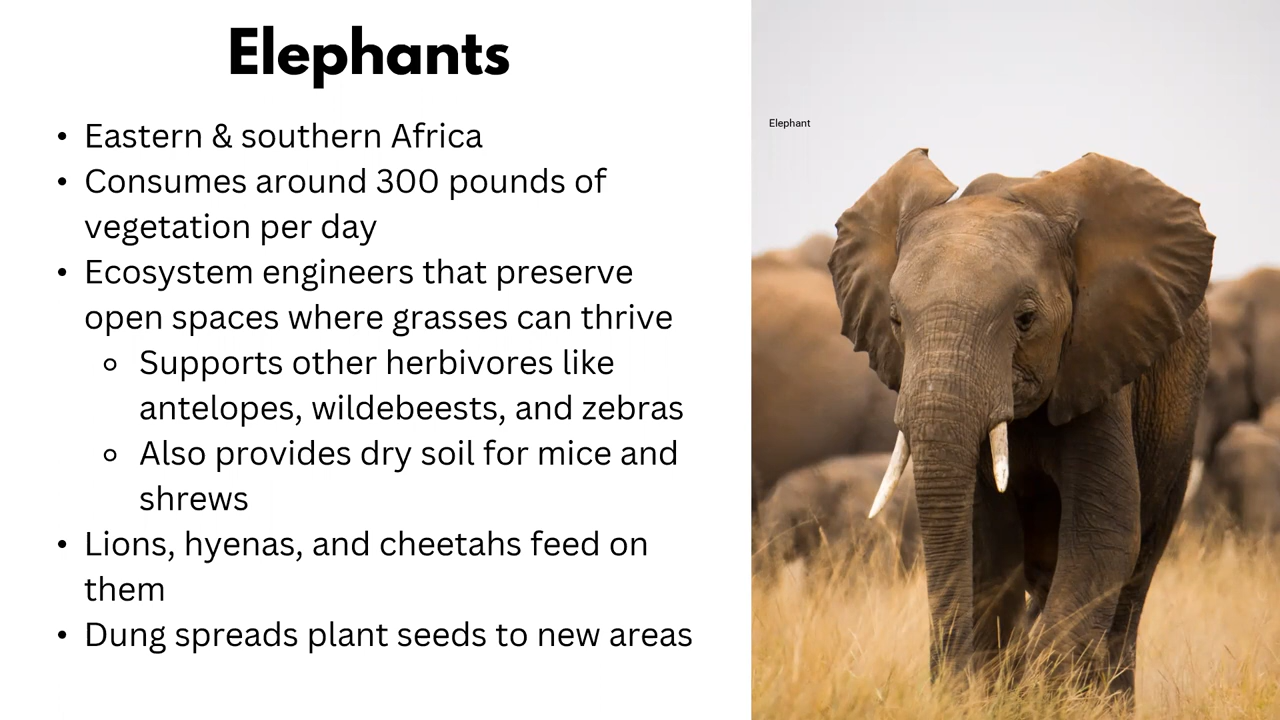 Elephants
• Eastern & southern Africa
• Consumes around 300 pounds of
vegetation per day
• Ecosystem engineers that preserve
open spaces where grasses can thrive
◦ Supports other herbivores like
antelopes, wildebeests, and zebras
◦ Also provides dry soil for mice and
shrews
• Lions, hyenas, and cheetahs feed on
them
• Dung spreads plant seeds to new areas
Elephant